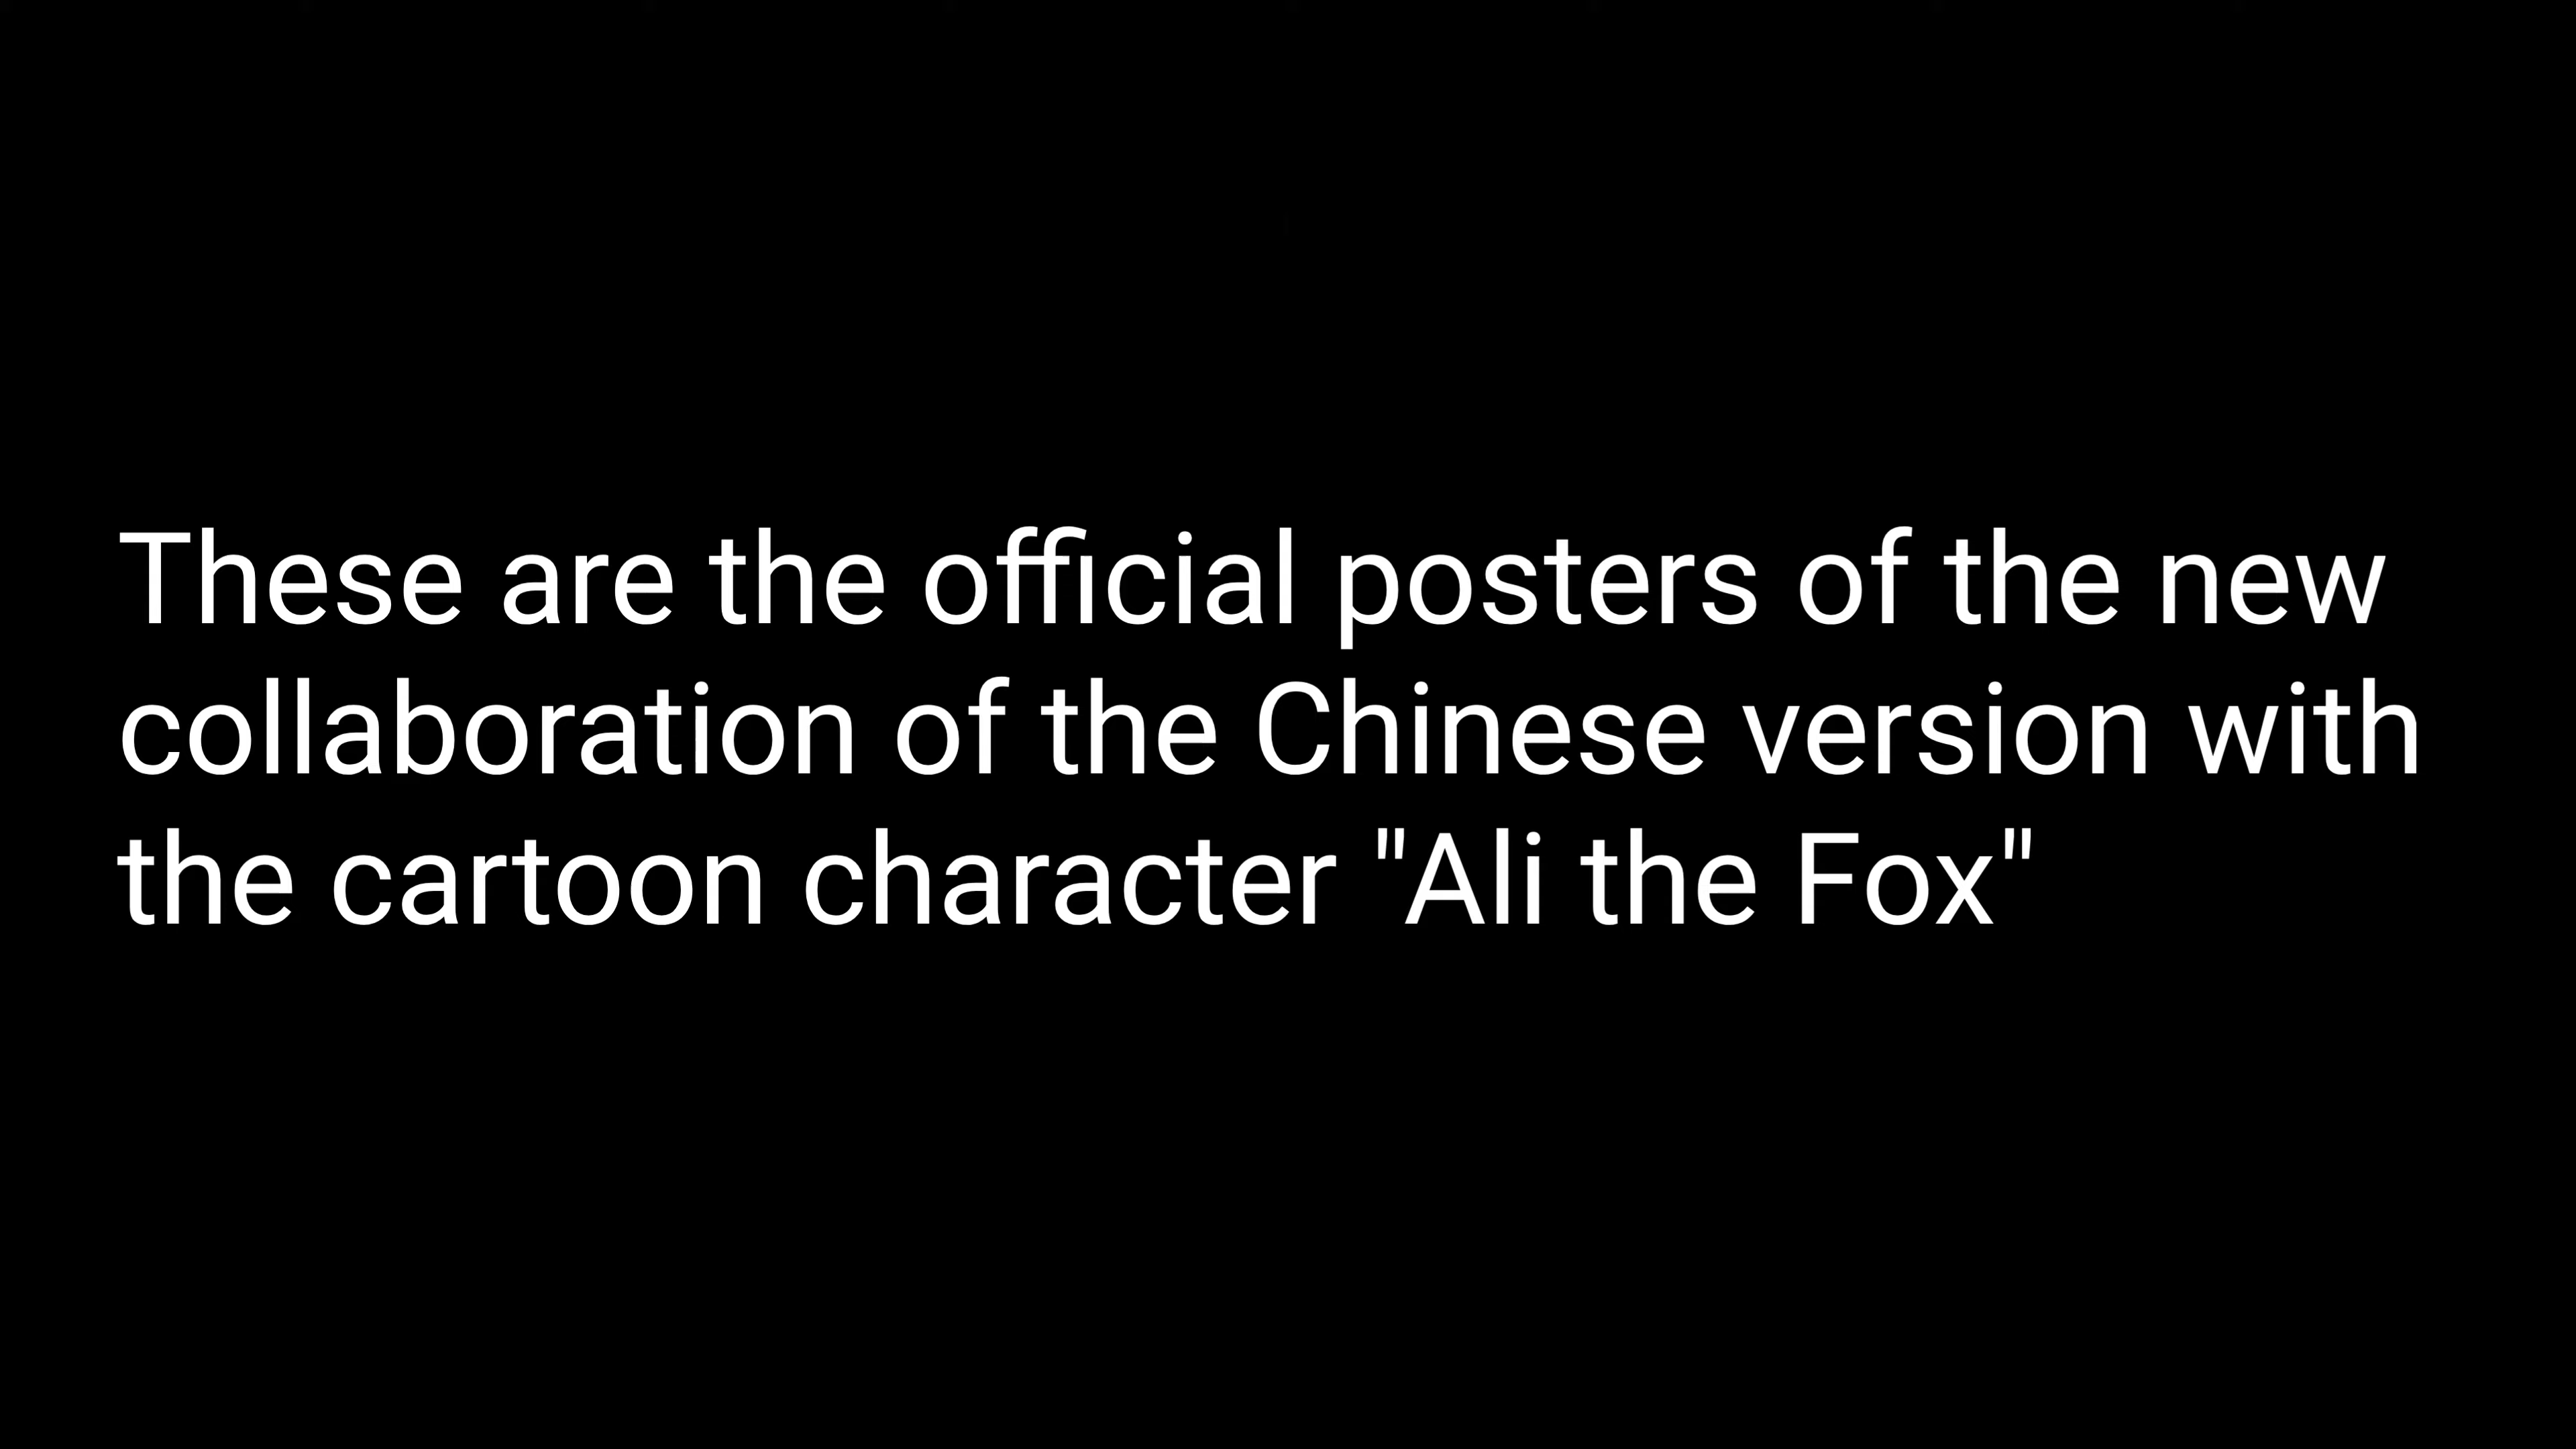 These are the official posters of the new
collaboration of the Chinese version with
the cartoon character "Ali the Fox"